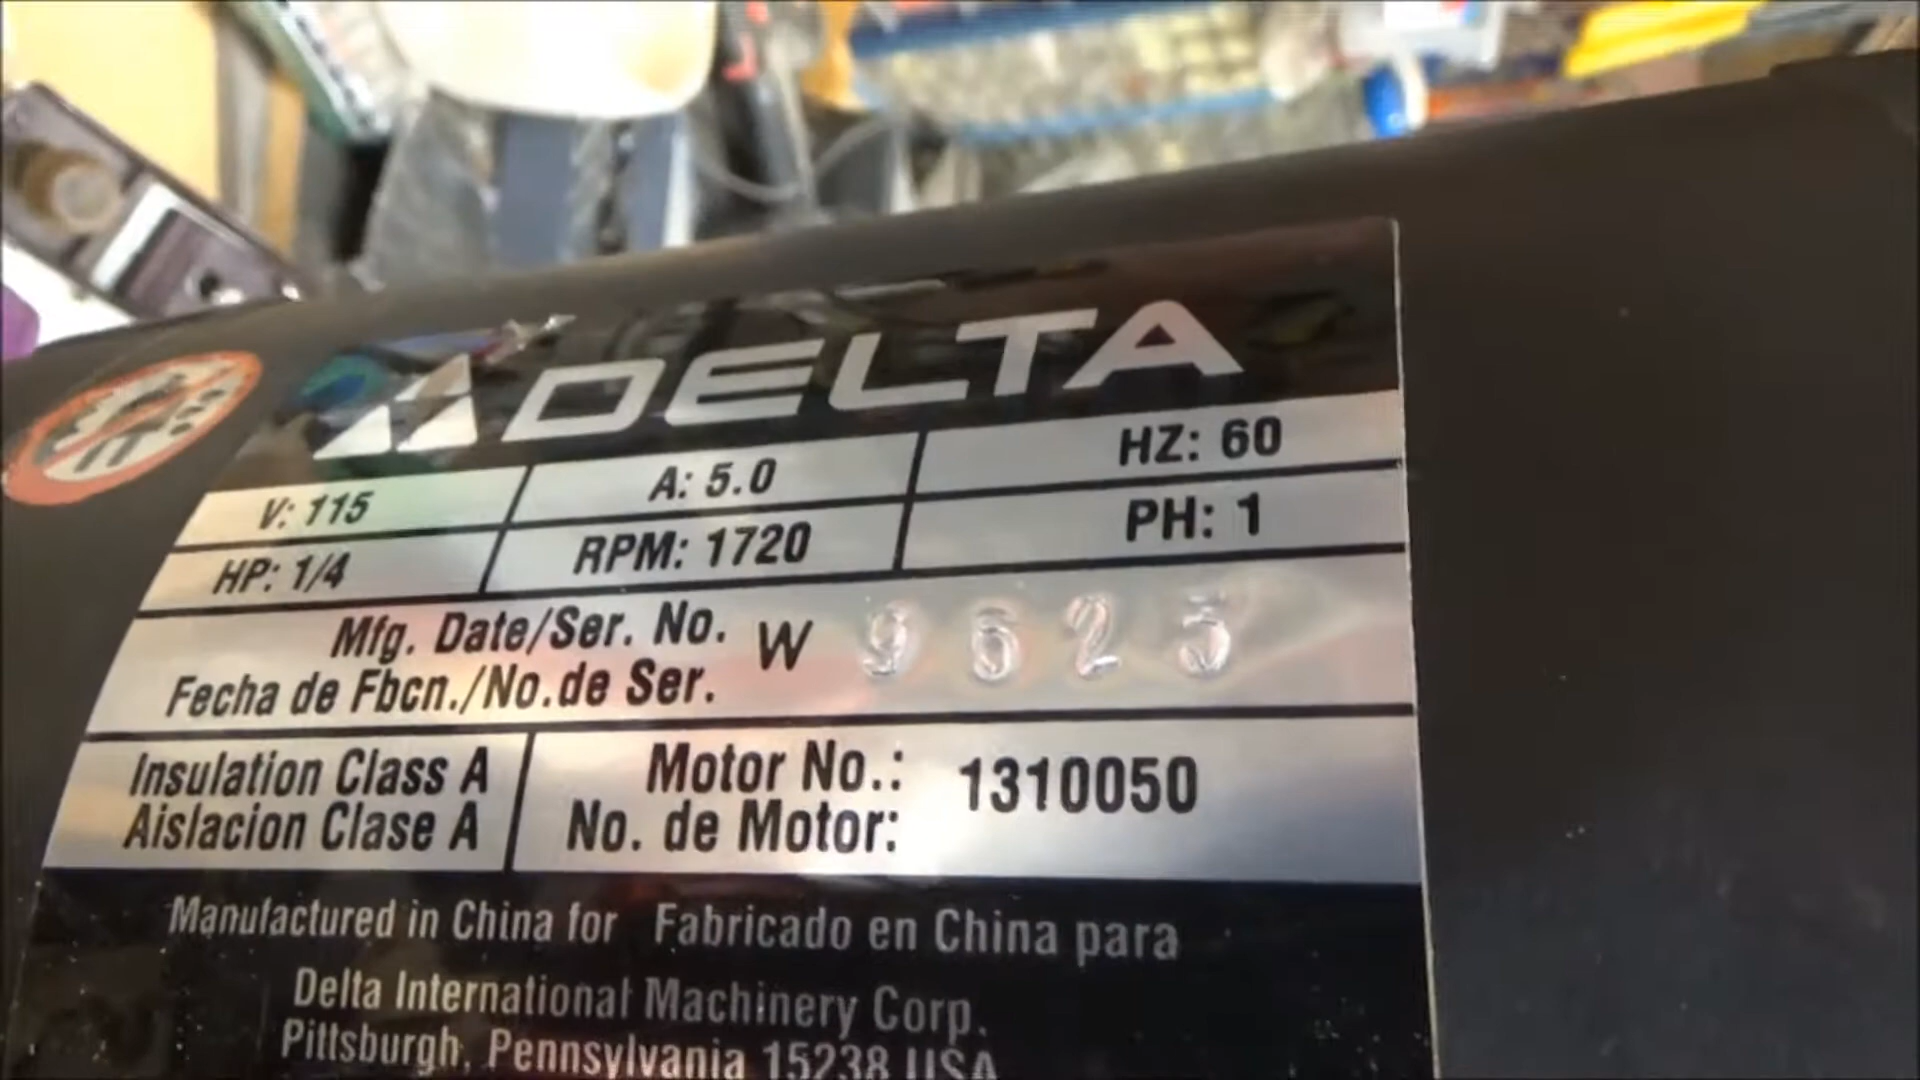 DELTA
V: 115 A: 5.0 HZ: 60
HP: 1/4 RPM: 1720 PH: 1
Mfg. Date/Ser. No. W 9625
Fecha de Fbcn./No.de Ser.
Insulation Class A Motor No.: 1310050
Aislacion Clase A No. de Motor:
Manufactured in China for Fabricado en China para
Delta International Machinery Corp.
Pittsburgh, Pennsylvania 15238 USA